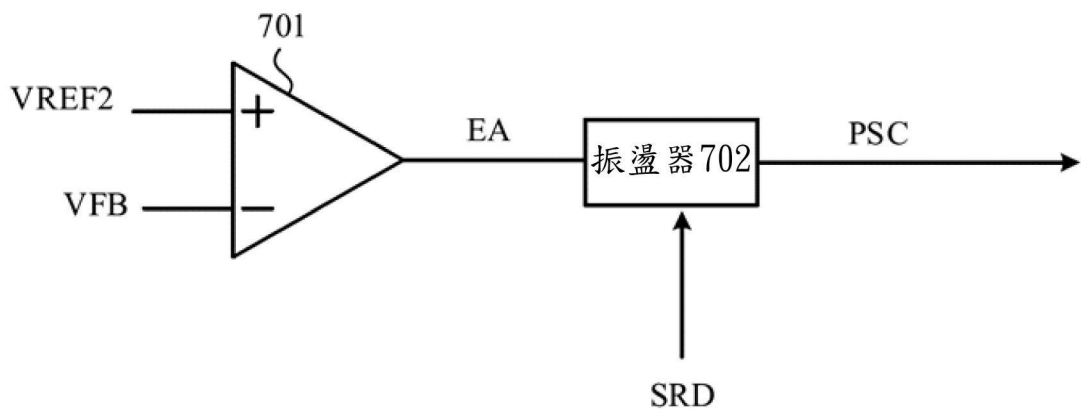 701
VREF2
+
EA
振盪器702
PSC
VFB
−
SRD